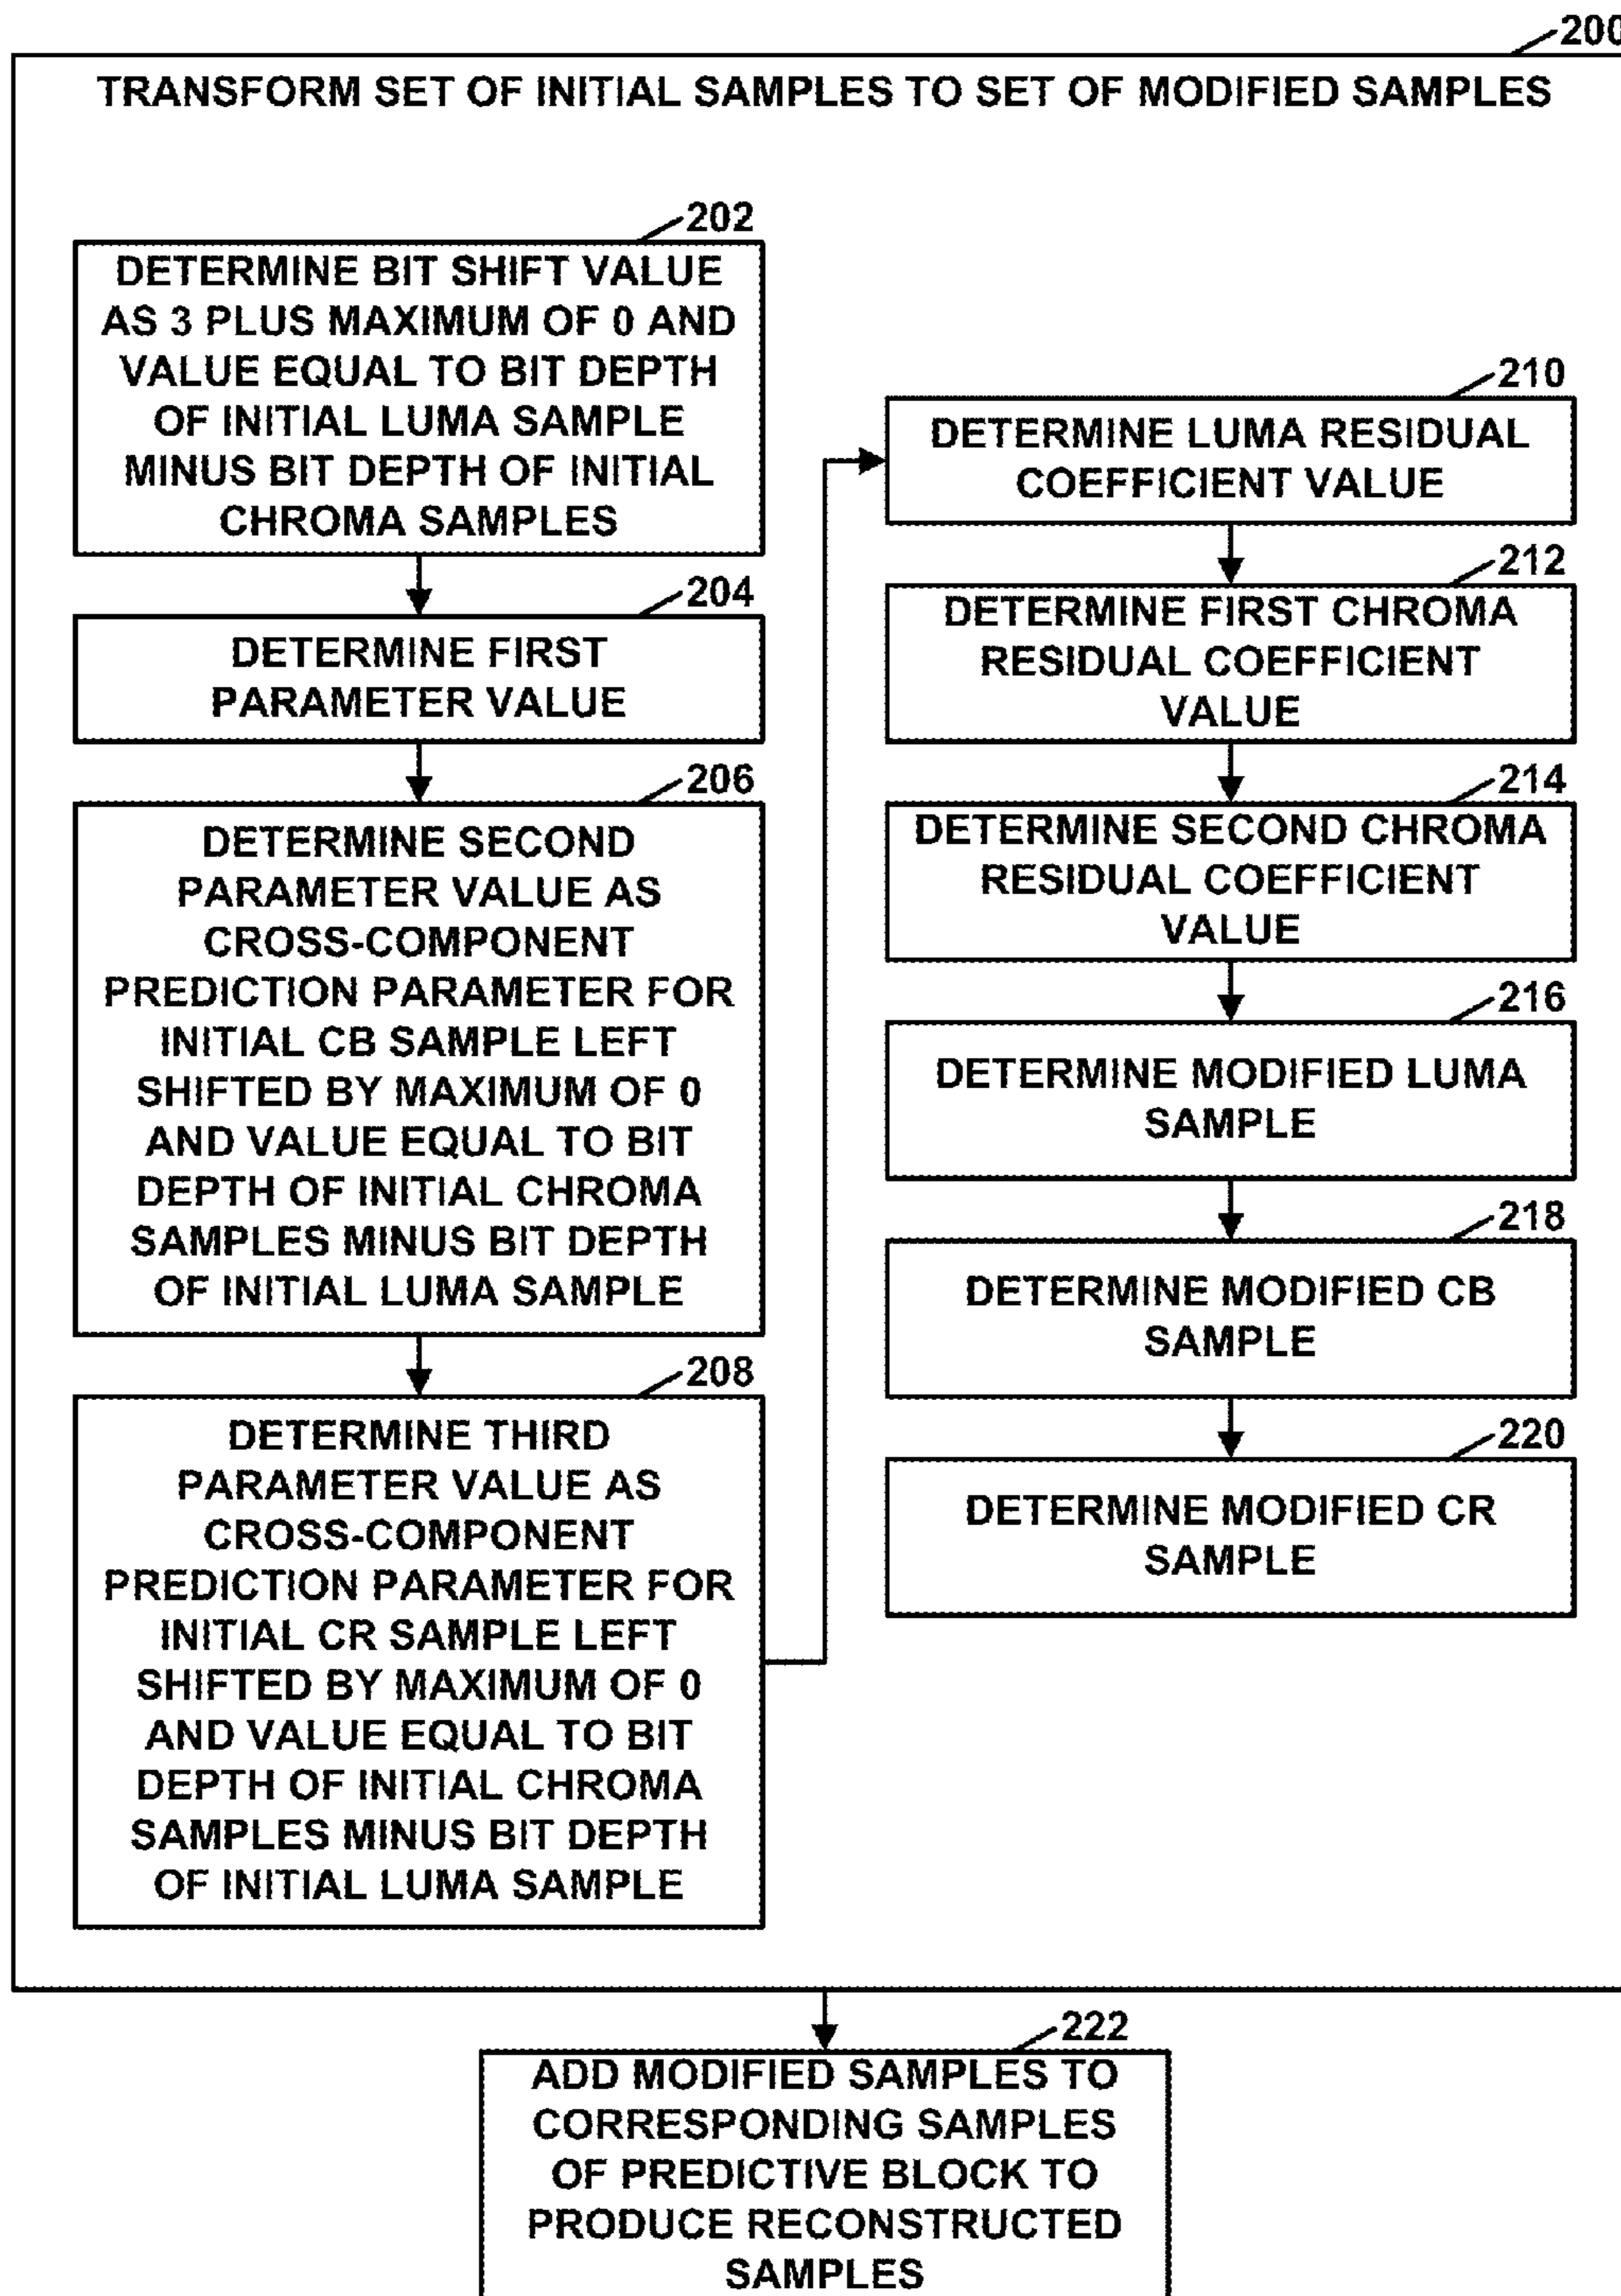 200
TRANSFORM SET OF INITIAL SAMPLES TO SET OF MODIFIED SAMPLES
202
DETERMINE BIT SHIFT VALUE
AS 3 PLUS MAXIMUM OF 0 AND
VALUE EQUAL TO BIT DEPTH
OF INITIAL LUMA SAMPLE
MINUS BIT DEPTH OF INITIAL
CHROMA SAMPLES
204
DETERMINE FIRST
PARAMETER VALUE
206
DETERMINE SECOND
PARAMETER VALUE AS
CROSS-COMPONENT
PREDICTION PARAMETER FOR
INITIAL CB SAMPLE LEFT
SHIFTED BY MAXIMUM OF 0
AND VALUE EQUAL TO BIT
DEPTH OF INITIAL CHROMA
SAMPLES MINUS BIT DEPTH
OF INITIAL LUMA SAMPLE
208
DETERMINE THIRD
PARAMETER VALUE AS
CROSS-COMPONENT
PREDICTION PARAMETER FOR
INITIAL CR SAMPLE LEFT
SHIFTED BY MAXIMUM OF 0
AND VALUE EQUAL TO BIT
DEPTH OF INITIAL CHROMA
SAMPLES MINUS BIT DEPTH
OF INITIAL LUMA SAMPLE
210
DETERMINE LUMA RESIDUAL
COEFFICIENT VALUE
212
DETERMINE FIRST CHROMA
RESIDUAL COEFFICIENT
VALUE
214
DETERMINE SECOND CHROMA
RESIDUAL COEFFICIENT
VALUE
216
DETERMINE MODIFIED LUMA
SAMPLE
218
DETERMINE MODIFIED CB
SAMPLE
220
DETERMINE MODIFIED CR
SAMPLE
222
ADD MODIFIED SAMPLES TO
CORRESPONDING SAMPLES
OF PREDICTIVE BLOCK TO
PRODUCE RECONSTRUCTED
SAMPLES